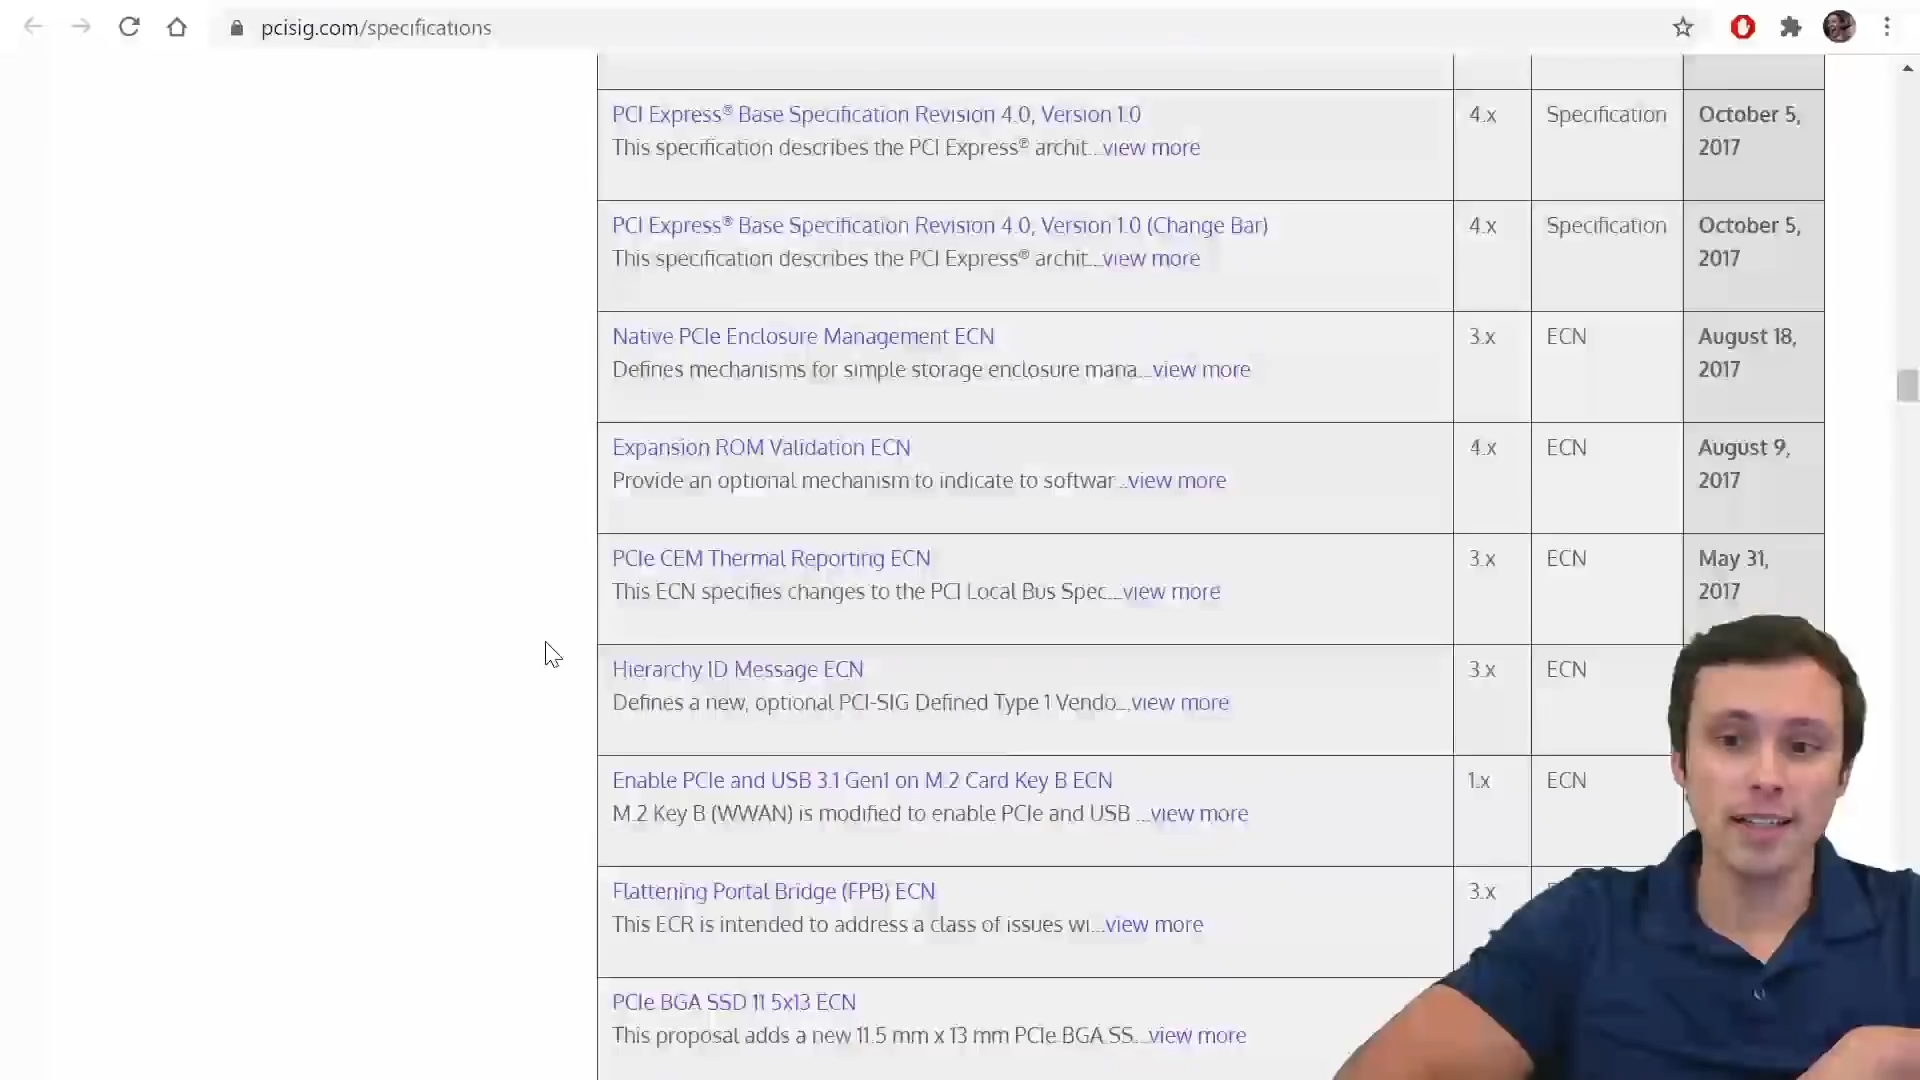 pcisig.com/specifications
PCI Express® Base Specification Revision 4.0, Version 1.0
This specification describes the PCI Express® archit...view more
4.x
Specification
October 5,
2017
PCI Express® Base Specification Revision 4.0, Version 1.0 (Change Bar)
This specification describes the PCI Express® archit...view more
4.x
Specification
October 5,
2017
Native PCIe Enclosure Management ECN
Defines mechanisms for simple storage enclosure mana...view more
3.x
ECN
August 18,
2017
Expansion ROM Validation ECN
Provide an optional mechanism to indicate to softwar...view more
4.x
ECN
August 9,
2017
PCIe CEM Thermal Reporting ECN
This ECN specifies changes to the PCI Local Bus Spec...view more
3.x
ECN
May 31,
2017
Hierarchy ID Message ECN
Defines a new, optional PCI-SIG Defined Type 1 Vendo...view more
3.x
ECN
Enable PCIe and USB 3.1 Gen1 on M.2 Card Key B ECN
M.2 Key B (WWAN) is modified to enable PCIe and USB ...view more
1.x
ECN
Flattening Portal Bridge (FPB) ECN
This ECR is intended to address a class of issues wi...view more
3.x
PCIe BGA SSD 11 5x13 ECN
This proposal adds a new 11.5 mm x 13 mm PCIe BGA SS...view more